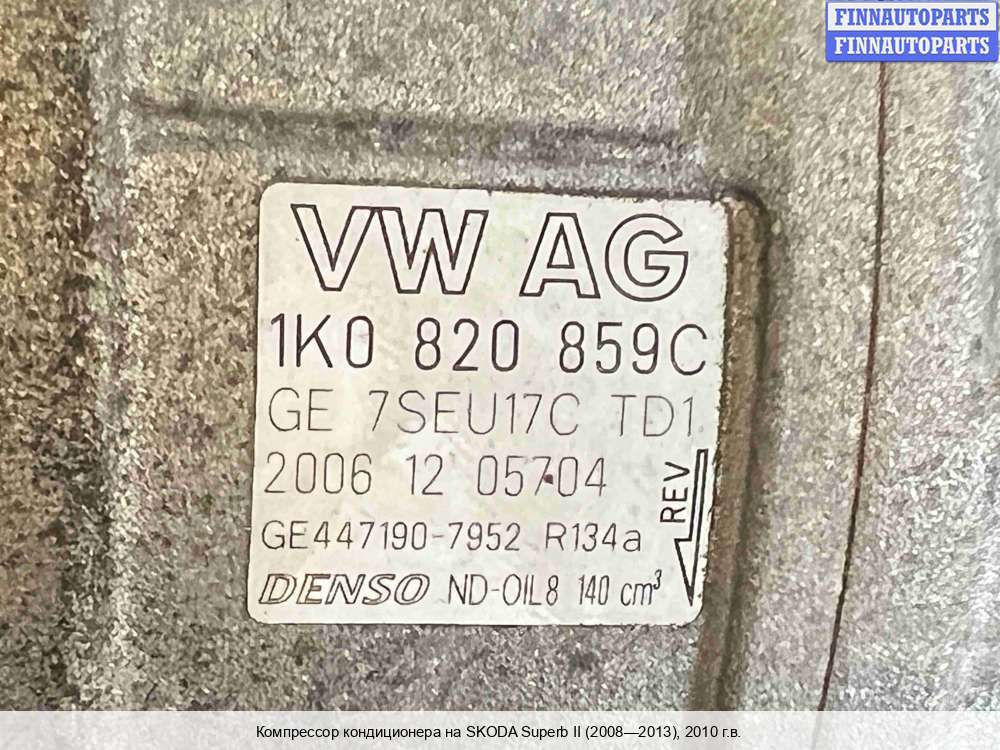 FINNAUTOPARTS
FINNAUTOPARTS
VW AG
1K0 820 859C
GE 7SEU17C TD1
2006 12 05704
REV
GE447190-7952 R134a
DENSO ND-OIL8 140 cm³
Компрессор кондиционера на SKODA Superb II (2008—2013), 2010 г.в.